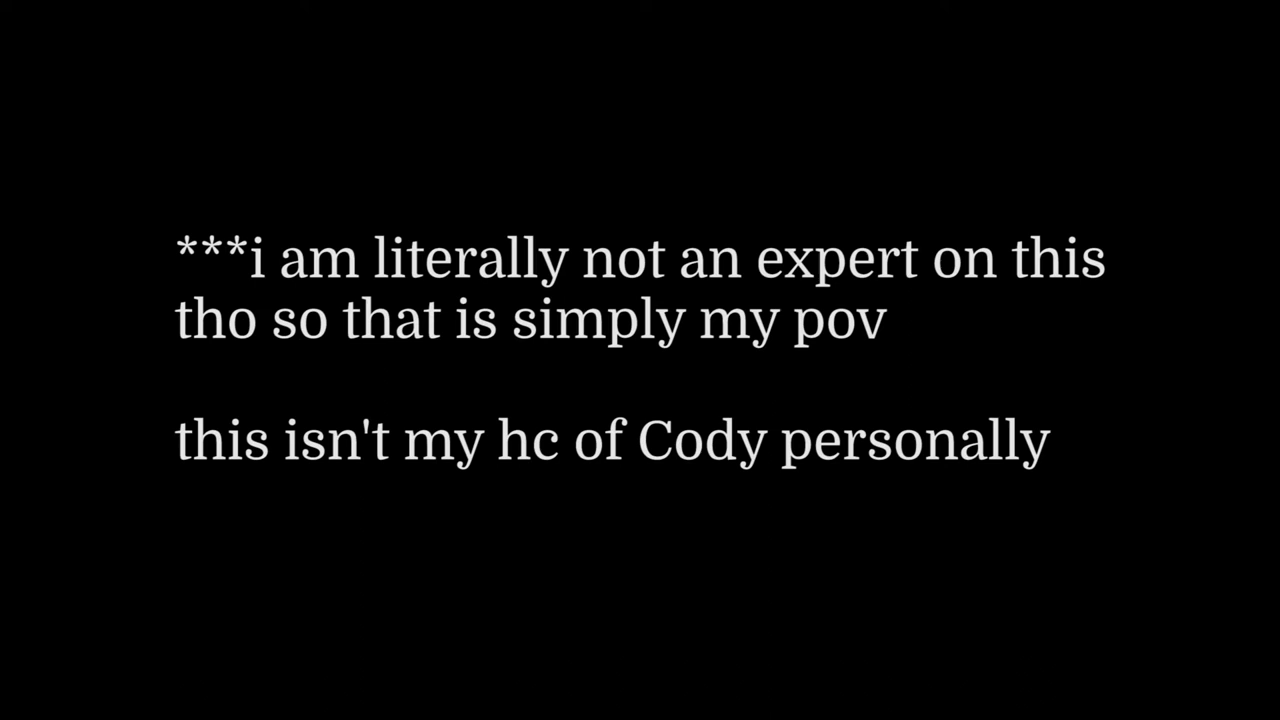 ***i am literally not an expert on this
tho so that is simply my pov
this isn't my hc of Cody personally